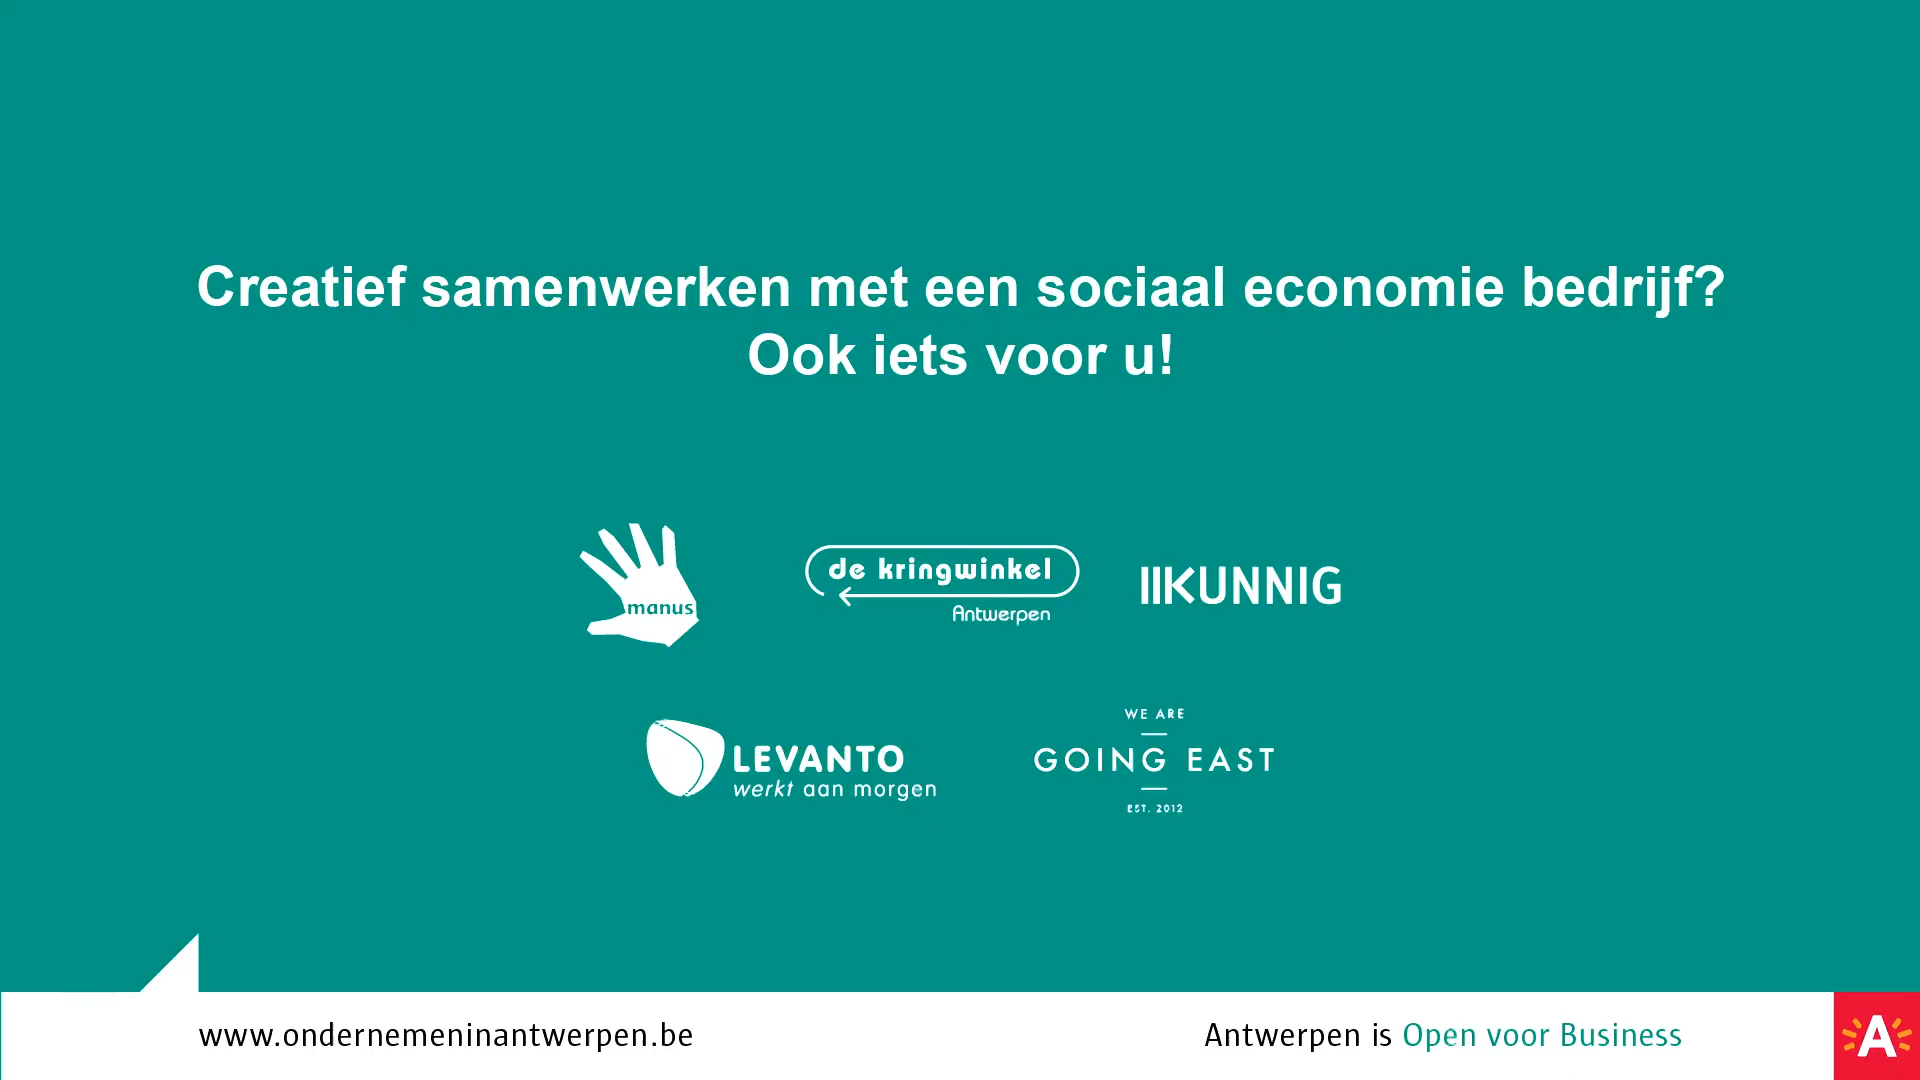 Creatief samenwerken met een sociaal economie bedrijf?
Ook iets voor u!
manus
de kringwinkel
Antwerpen
KUNNIG
LEVANTO
werkt aan morgen
WE ARE
GOING EAST
EST. 2012
www.ondernemeninantwerpen.be
Antwerpen is Open voor Business
A